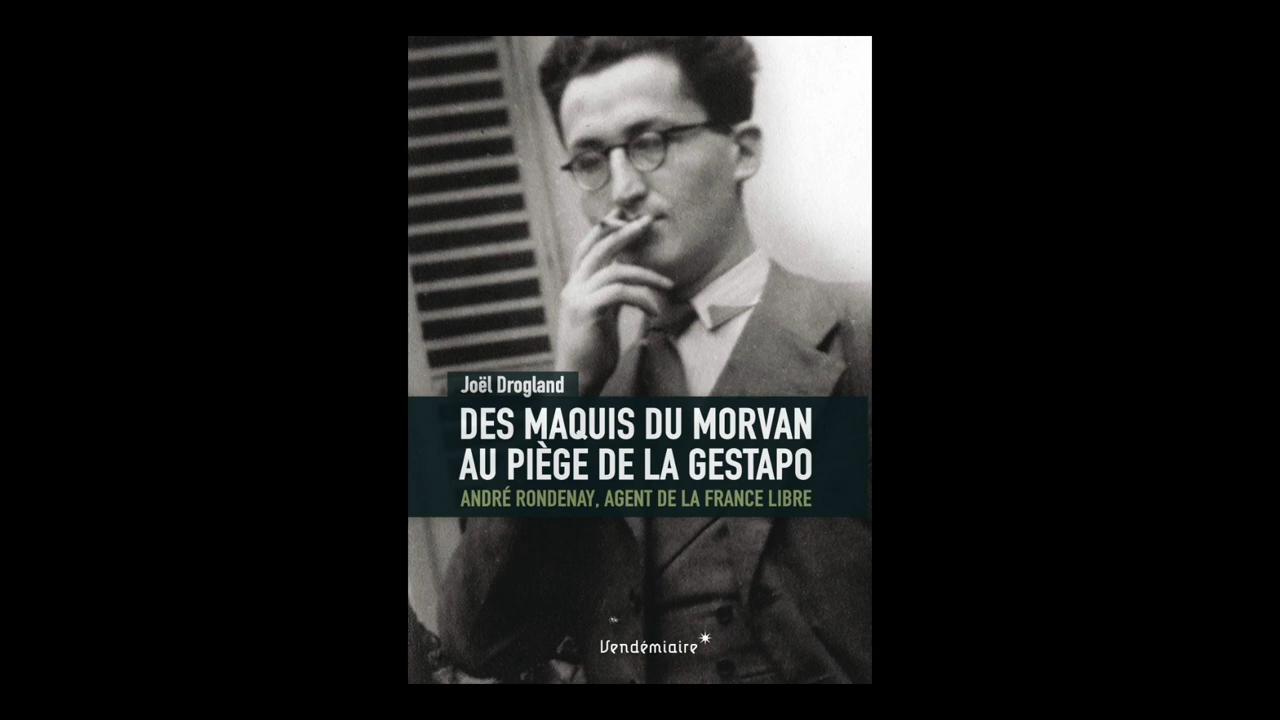 Joël Drogland
DES MAQUIS DU MORVAN
AU PIÈGE DE LA GESTAPO
ANDRÉ RONDENAY, AGENT DE LA FRANCE LIBRE
Vendémiaire